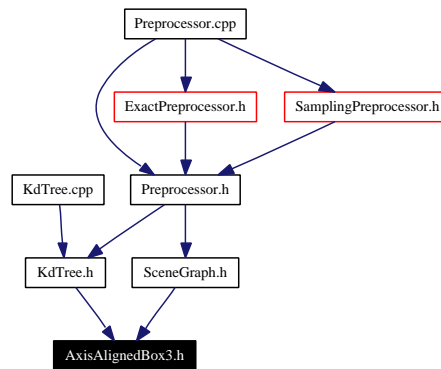 Preprocessor.cpp
ExactPreprocessor.h
SamplingPreprocessor.h
KdTree.cpp
Preprocessor.h
KdTree.h
SceneGraph.h
AxisAlignedBox3.h